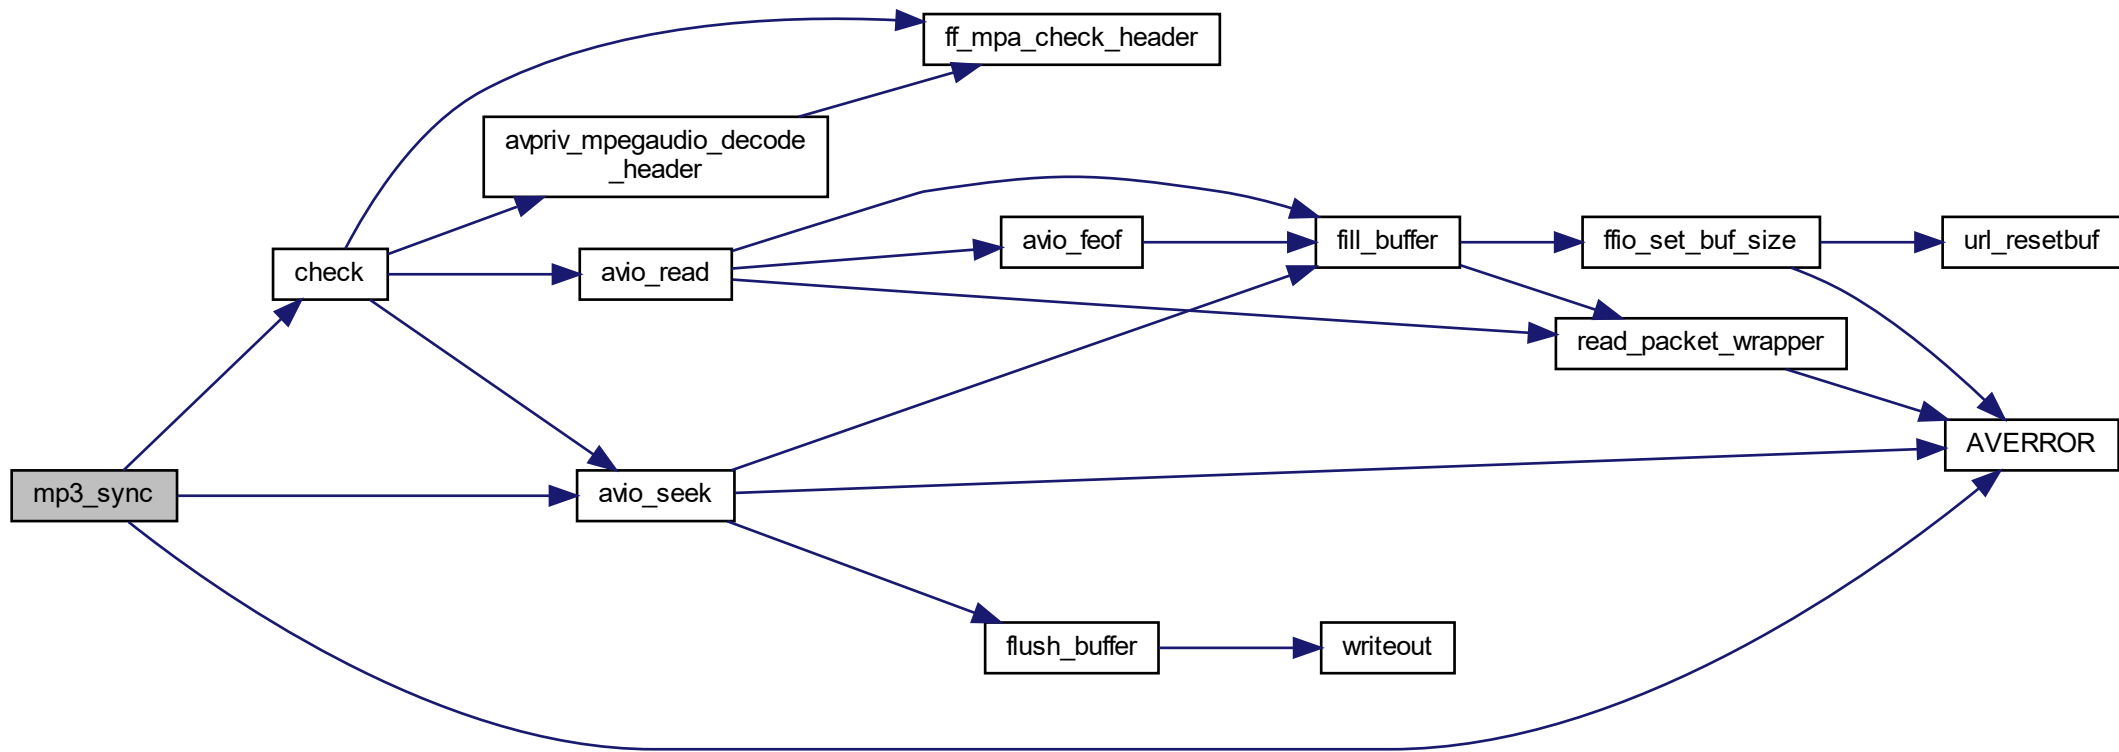 ff_mpa_check_header
avpriv_mpegaudio_decode
_header
avio_feof
fill_buffer
ffio_set_buf_size
url_resetbuf
check
avio_read
read_packet_wrapper
AVERROR
mp3_sync
avio_seek
flush_buffer
writeout